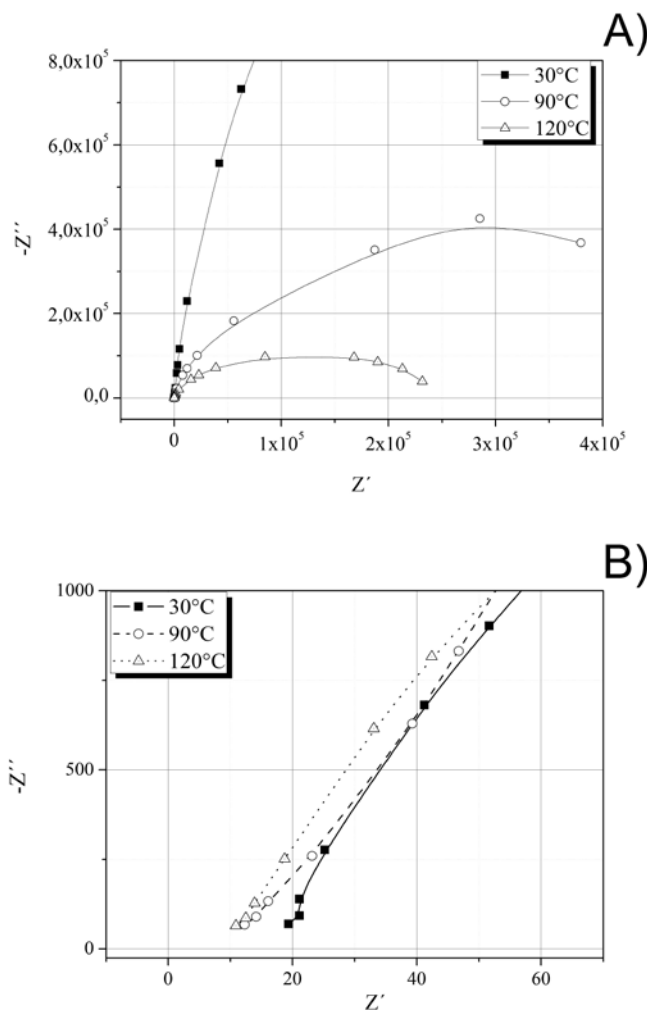 A)
8,0x10⁵
6,0x10⁵
4,0x10⁵
2,0x10⁵
0,0
-Z´´
30°C
90°C
120°C
0
1x10⁵
2x10⁵
3x10⁵
4x10⁵
Z´
B)
1000
500
0
-Z´´
30°C
90°C
120°C
0
20
40
60
Z´